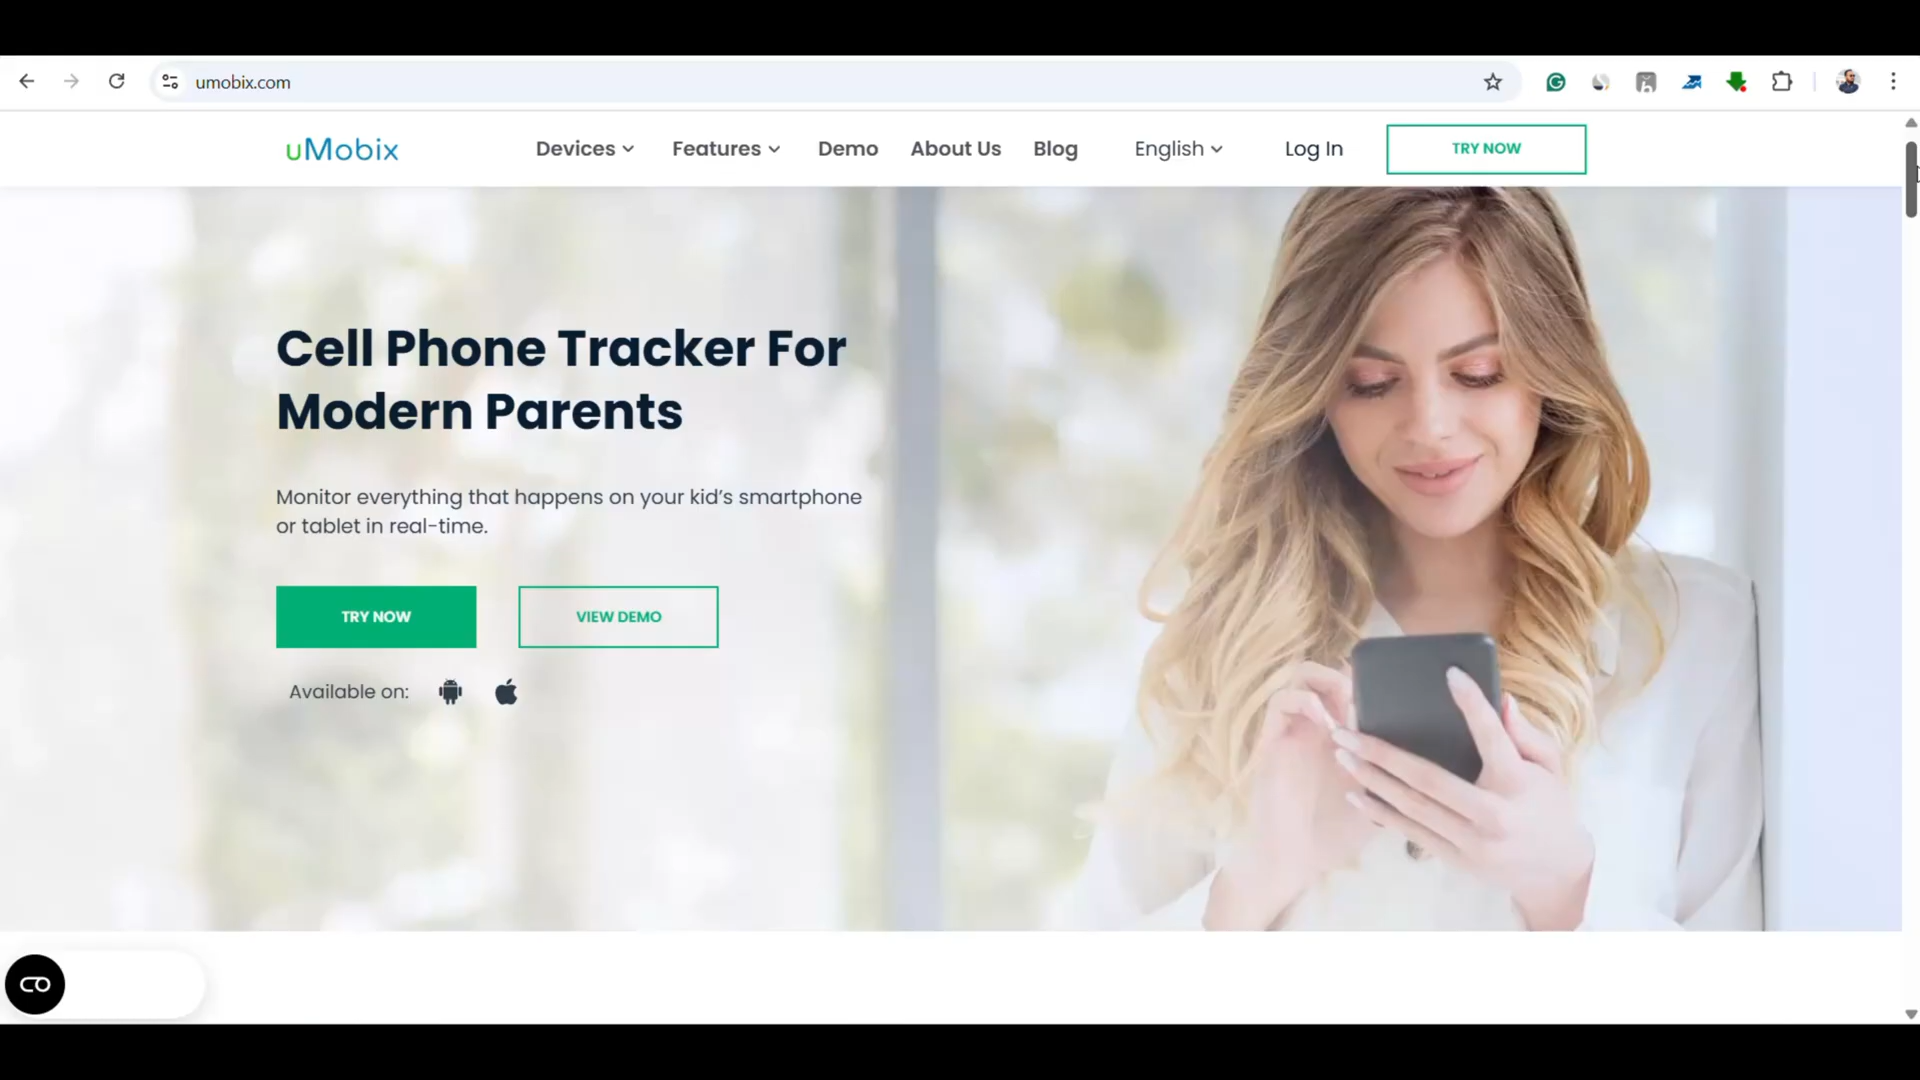 umobix.com
uMobix
Devices
Features
Demo
About Us
Blog
English
Log In
TRY NOW
Cell Phone Tracker For
Modern Parents
Monitor everything that happens on your kid's smartphone
or tablet in real-time.
TRY NOW
VIEW DEMO
Available on: